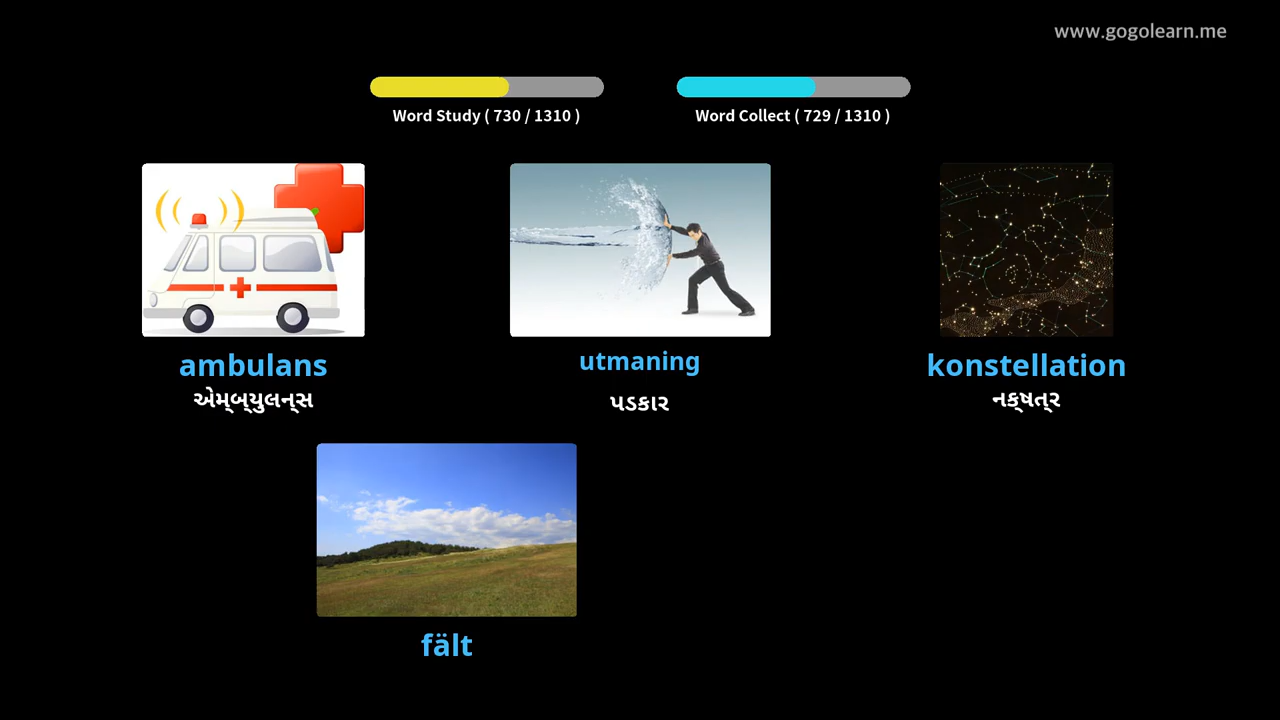 www.gogolearn.me
Word Study ( 730 / 1310 )
Word Collect ( 729 / 1310 )
ambulans
એમ્બ્યુલન્સ
utmaning
પડકાર
konstellation
નક્ષત્ર
fält